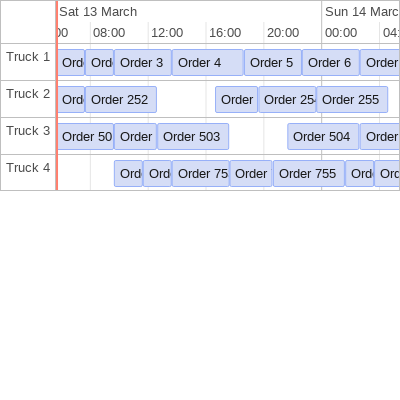 Sat 13 March Sun 14 Marc
00 08:00 12:00 16:00 20:00 00:00 04:
Truck 1 Ord Ord Order 3 Order 4 Order 5 Order 6 Order
Truck 2 Ord Order 252 Order Order 254 Order 255
Truck 3 Order 50 Order Order 503 Order 504 Order
Truck 4 Ord Ord Order 75 Order Order 755 Ord Ord